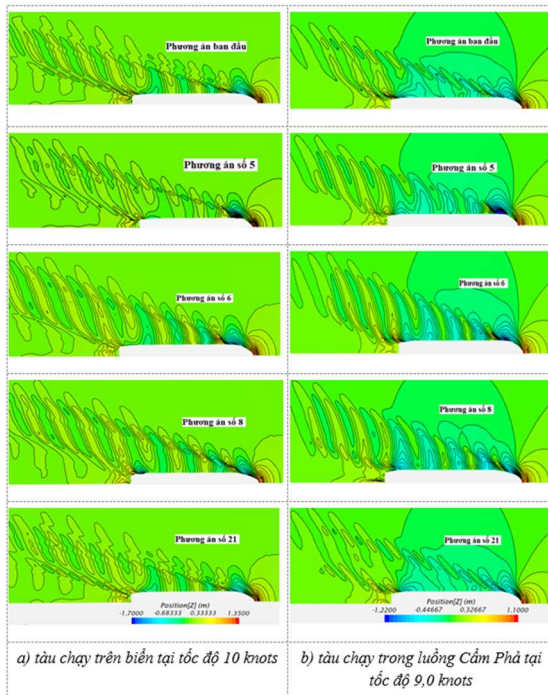 Phương án ban đầu
Phương án ban đầu
Phương án số 5
Phương án số 5
Phương án số 6
Phương án số 6
Phương án số 8
Phương án số 8
Phương án số 21
Phương án số 21
Position[Z] (m)
-1.7000 -0.68333 0.33333 1.3500
Position[Z] (m)
-1.2200 -0.44667 0.32667 1.1000
a) tàu chạy trên biển tại tốc độ 10 knots
b) tàu chạy trong luồng Cẩm Phả tại
tốc độ 9,0 knots